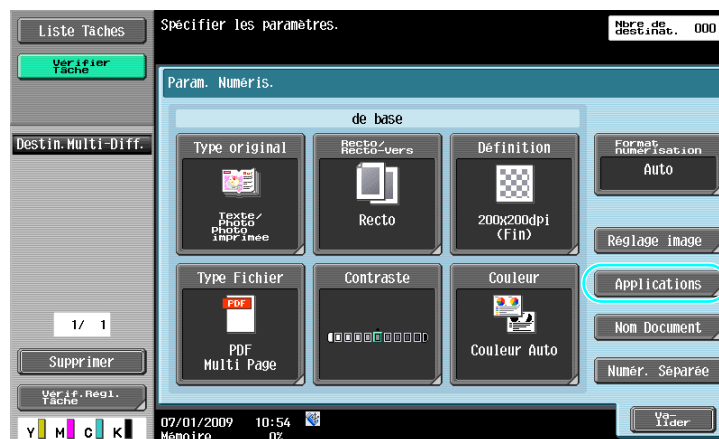 Liste Tâches
Vérifier
Tâche
Destin.Multi-Diff.
1/ 1
Supprimer
Vérif.Régl.
Tâche
Y M C K
Spécifier les paramètres.
Nbre de
destinat. 000
Param. Numéris.
de base
Type original
Texte/
Photo
Photo
imprimée
Recto/
Recto-Vers
Recto
Définition
200x200dpi
(Fin)
Format
numérisation
Auto
Réglage image
Type Fichier
PDF
PDF
Multi Page
Contraste
Couleur
Couleur Auto
Applications
Nom Document
Numér. Séparée
07/01/2009 10:54
Mémoire 0%
Va-
lider